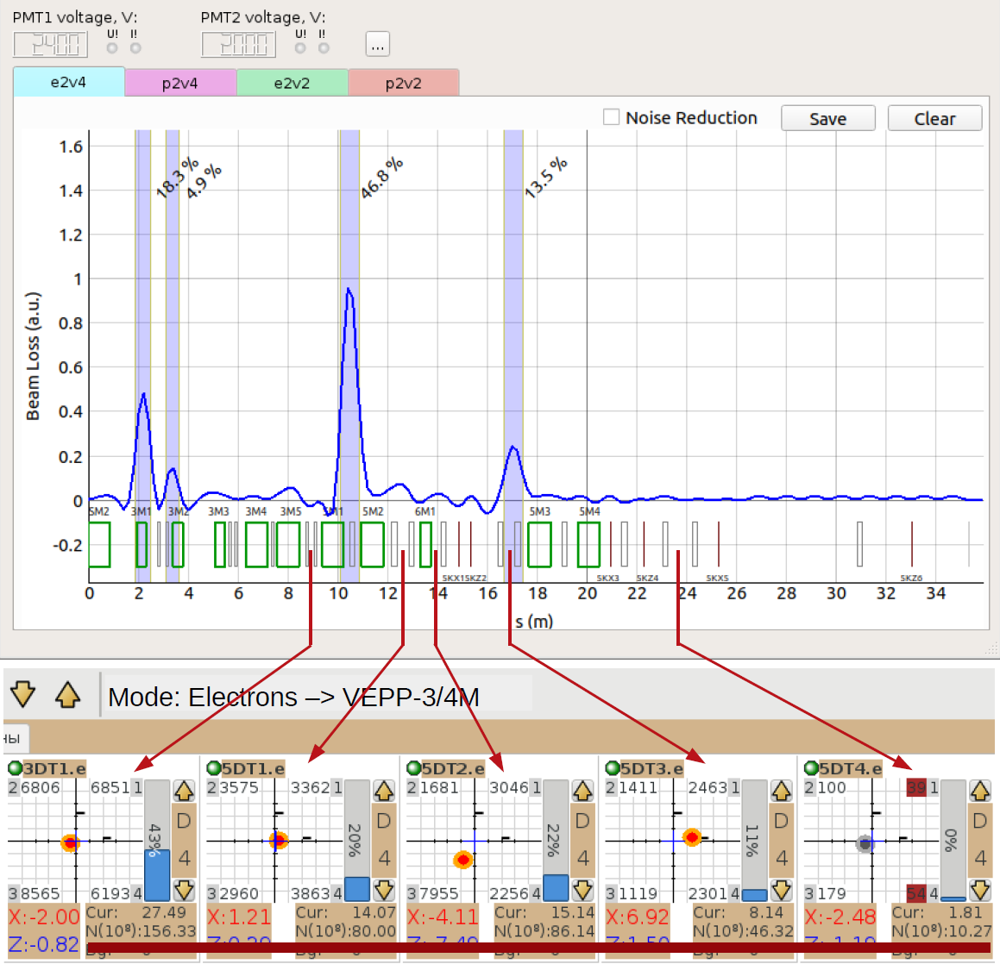 PMT1 voltage, V: PMT2 voltage, V:
U! I! U! I!
2400 2000 ...
e2v4 p2v4 e2v2 p2v2
Noise Reduction Save Clear
Beam Loss (a.u.)
1.6
1.4
1.2
1
0.8
0.6
0.4
0.2
0
-0.2
18.3 % 4.9 % 46.8 % 13.5 %
5M2 3M1 3M2 3M3 3M4 3M5 5M1 5M2 6M1 5M3 5M4
5KX1 5KZ2 5KX3 5KZ4 5KX5 5KZ6
0 2 4 6 8 10 12 14 16 18 20 22 24 26 28 30 32 34
s (m)
Mode: Electrons –> VEPP-3/4M
ны
3DT1.e 5DT1.e 5DT2.e 5DT3.e 5DT4.e
2 6806 6851 1 2 3575 3362 1 2 1681 3046 1 2 1411 2463 1 2 100 39 1
43% D 20% D 22% D 11% D 0% D
4 4 4 4 4
3 8565 6193 4 3 2960 3863 4 3 7955 2256 4 3 1119 2301 4 3 179 54 4
X:-2.00 Cur: 27.49 X:1.21 Cur: 14.07 X:-4.11 Cur: 15.14 X:6.92 Cur: 8.14 X:-2.48 Cur: 1.81
Z:-0.82 N(10⁸):156.33 N(10⁸):80.00 N(10⁸):86.14 N(10⁸):46.32 N(10⁸):10.27